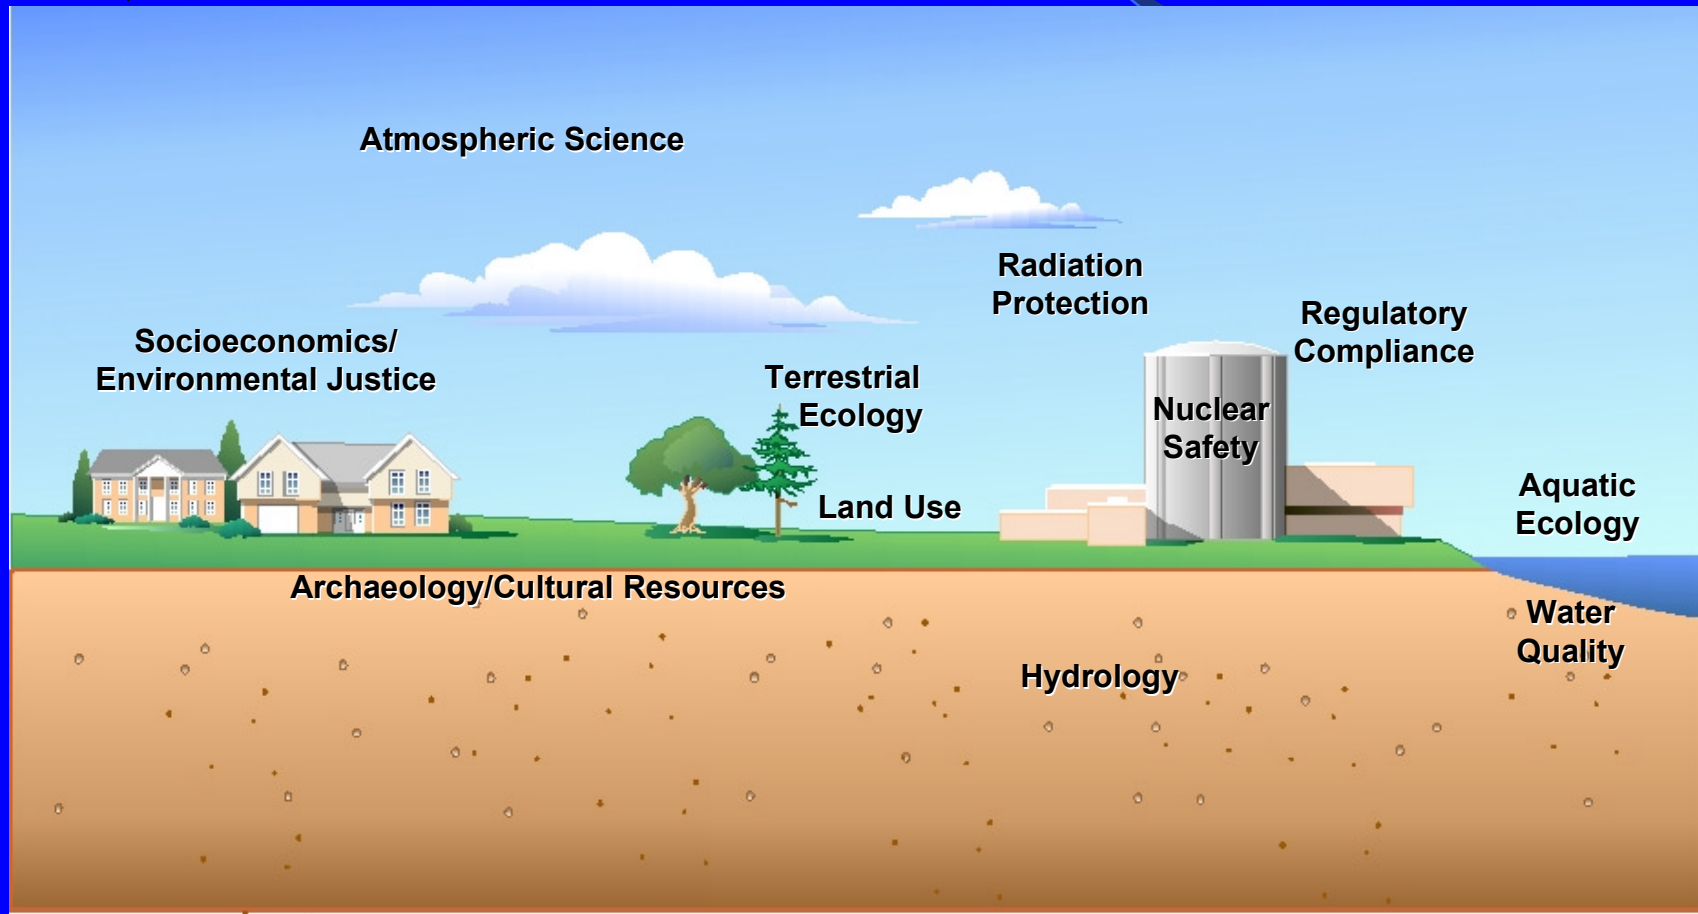 Atmospheric Science
Radiation
Protection
Regulatory
Compliance
Socioeconomics/
Environmental Justice
Terrestrial
Ecology
Nuclear
Safety
Land Use
Aquatic
Ecology
Archaeology/Cultural Resources
Water
Quality
Hydrology